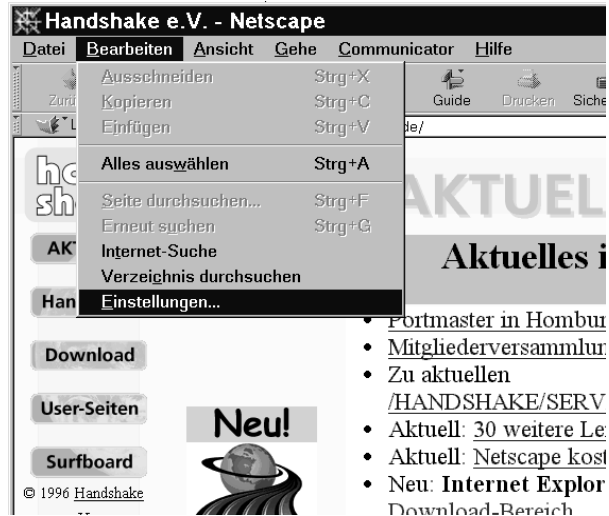 Handshake e.V. - Netscape
Datei Bearbeiten Ansicht Gehe Communicator Hilfe
Ausschneiden Strg+X
Kopieren Strg+C
Einfügen Strg+V
Alles auswählen Strg+A
Seite durchsuchen... Strg+F
Erneut suchen Strg+G
Internet-Suche
Verzeichnis durchsuchen
Einstellungen...
Zurü
Guide Drucken Siche
L
de/
AKTUEL
Aktuelles i
AK
Han
Download
User-Seiten
Surfboard
© 1996 Handshake
Neu!
Portmaster in Hombur
Mitgliederversammlun
Zu aktuellen
/HANDSHAKE/SERV
Aktuell: 30 weitere Lei
Aktuell: Netscape kost
Neu: Internet Explor
Download-Bereich